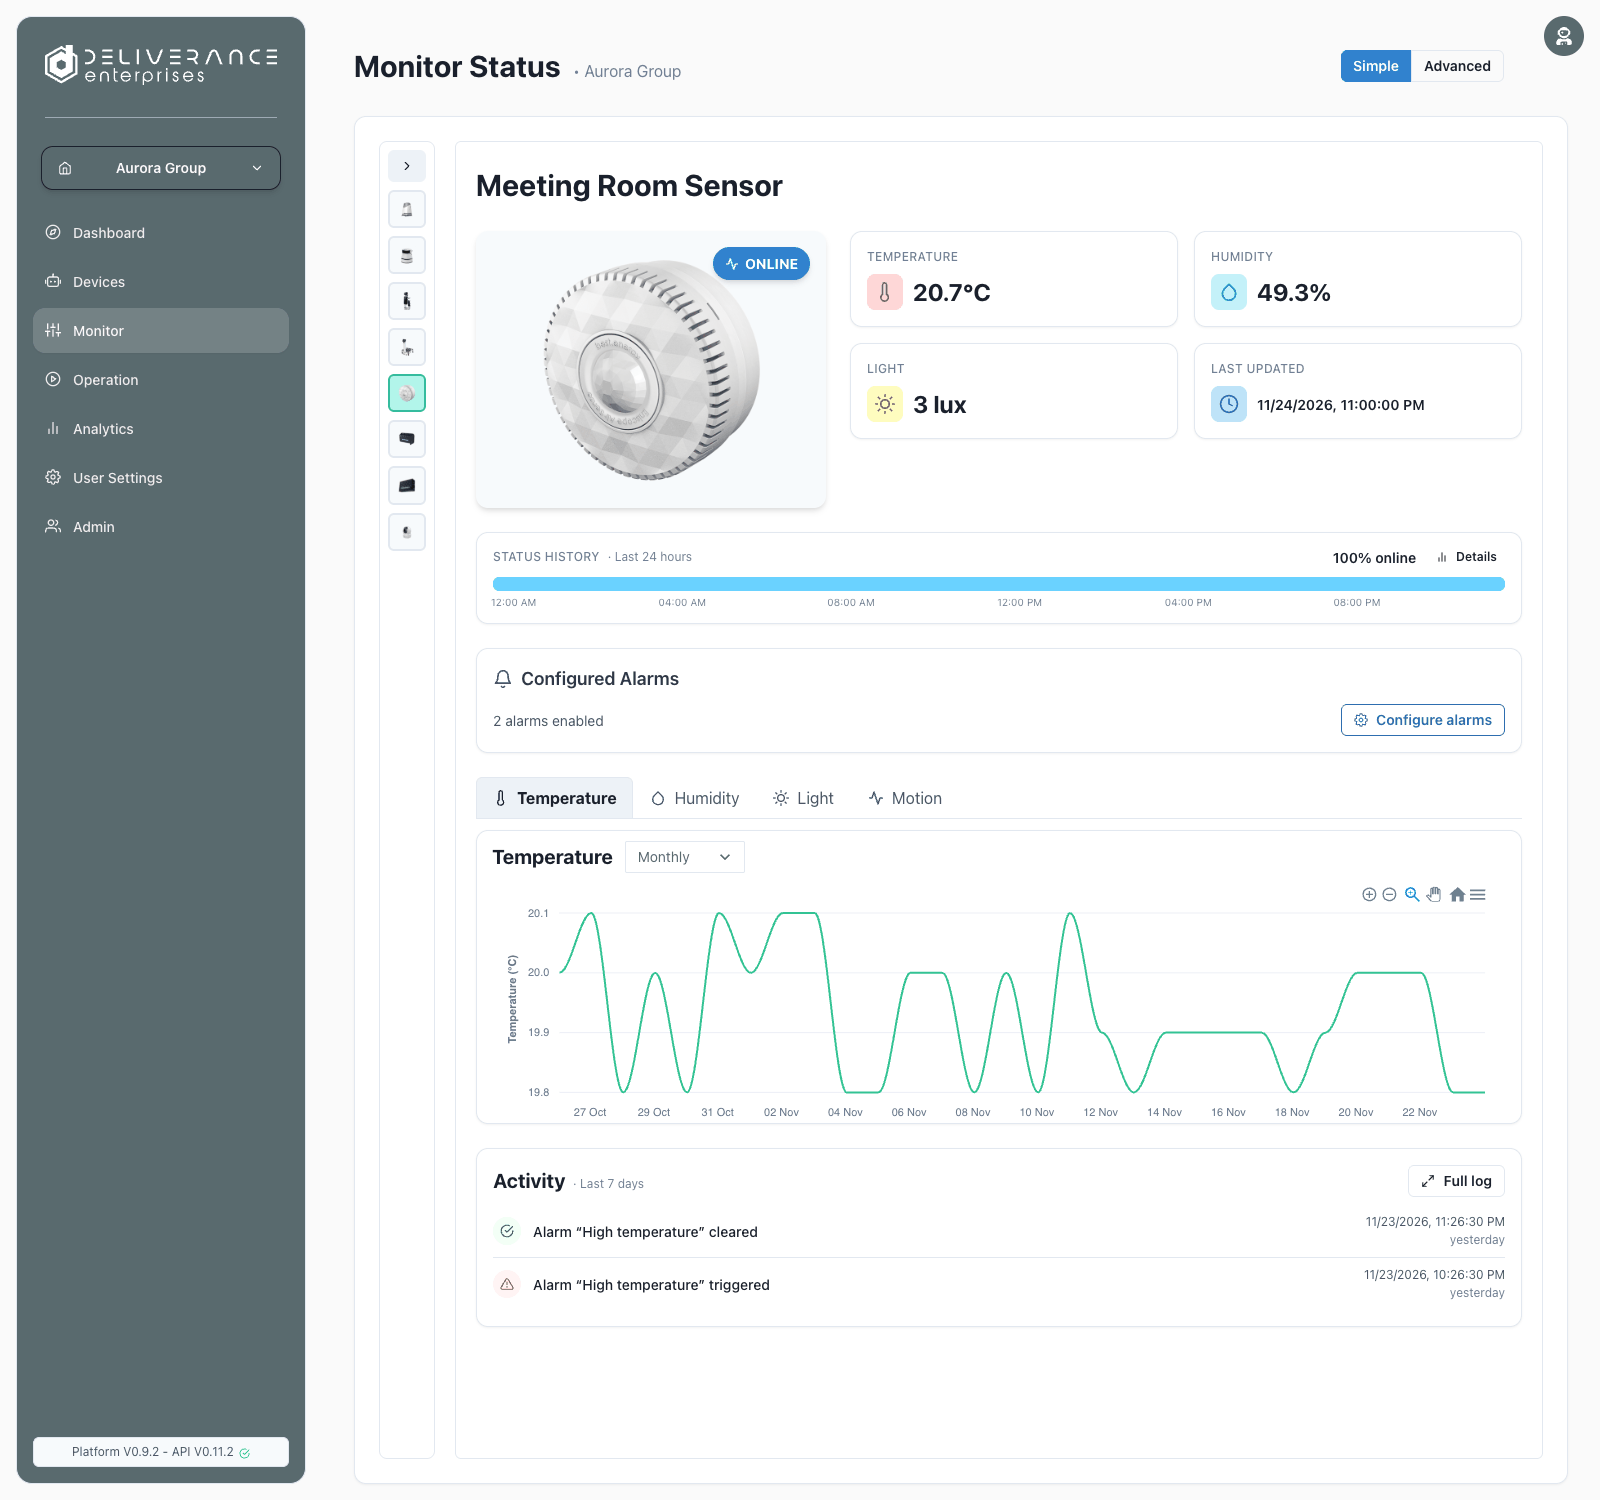 DELIVERANCE
enterprises
Aurora Group
Dashboard
Devices
Monitor
Operation
Analytics
User Settings
Admin
Platform V0.9.2 - API V0.11.2
Monitor Status • Aurora Group
Simple Advanced
Meeting Room Sensor
ONLINE
TEMPERATURE
20.7°C
HUMIDITY
49.3%
LIGHT
3 lux
LAST UPDATED
11/24/2026, 11:00:00 PM
STATUS HISTORY · Last 24 hours
100% online Details
12:00 AM 04:00 AM 08:00 AM 12:00 PM 04:00 PM 08:00 PM
Configured Alarms
2 alarms enabled
Configure alarms
Temperature Humidity Light Motion
Temperature Monthly
Temperature (°C)
20.1
20.0
19.9
19.8
27 Oct 29 Oct 31 Oct 02 Nov 04 Nov 06 Nov 08 Nov 10 Nov 12 Nov 14 Nov 16 Nov 18 Nov 20 Nov 22 Nov
Activity · Last 7 days
Full log
Alarm “High temperature” cleared
11/23/2026, 11:26:30 PM
yesterday
Alarm “High temperature” triggered
11/23/2026, 10:26:30 PM
yesterday